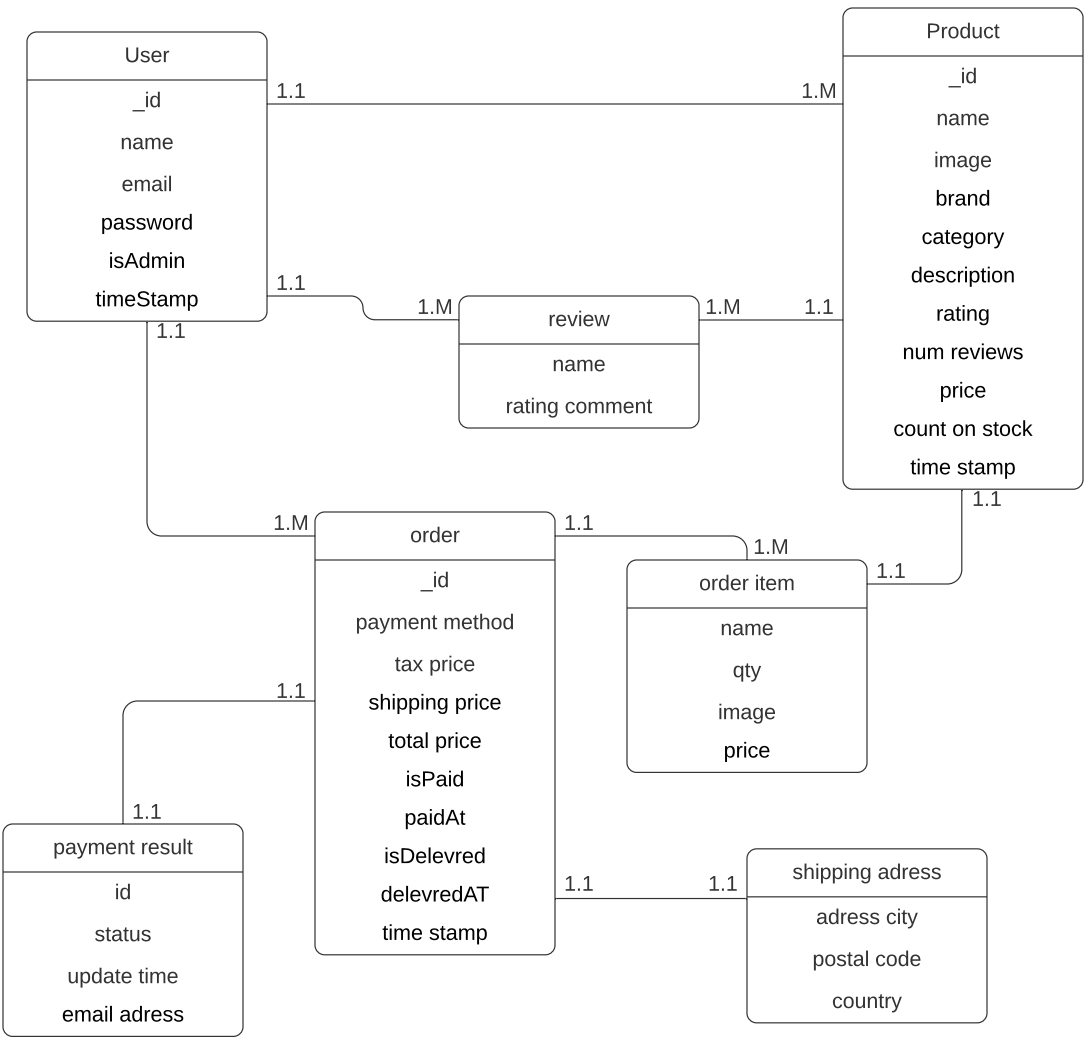 User
_id
name
email
password
isAdmin
timeStamp
1.1
1.M
Product
_id
name
image
brand
category
description
rating
num reviews
price
count on stock
time stamp
1.1
1.M
review
name
rating comment
1.M
1.1
1.1
1.M
order
_id
payment method
tax price
shipping price
total price
isPaid
paidAt
isDelevred
delevredAT
time stamp
1.1
1.M
order item
name
qty
image
price
1.1
1.1
1.1
1.1
payment result
id
status
update time
email adress
1.1
1.1
shipping adress
adress city
postal code
country